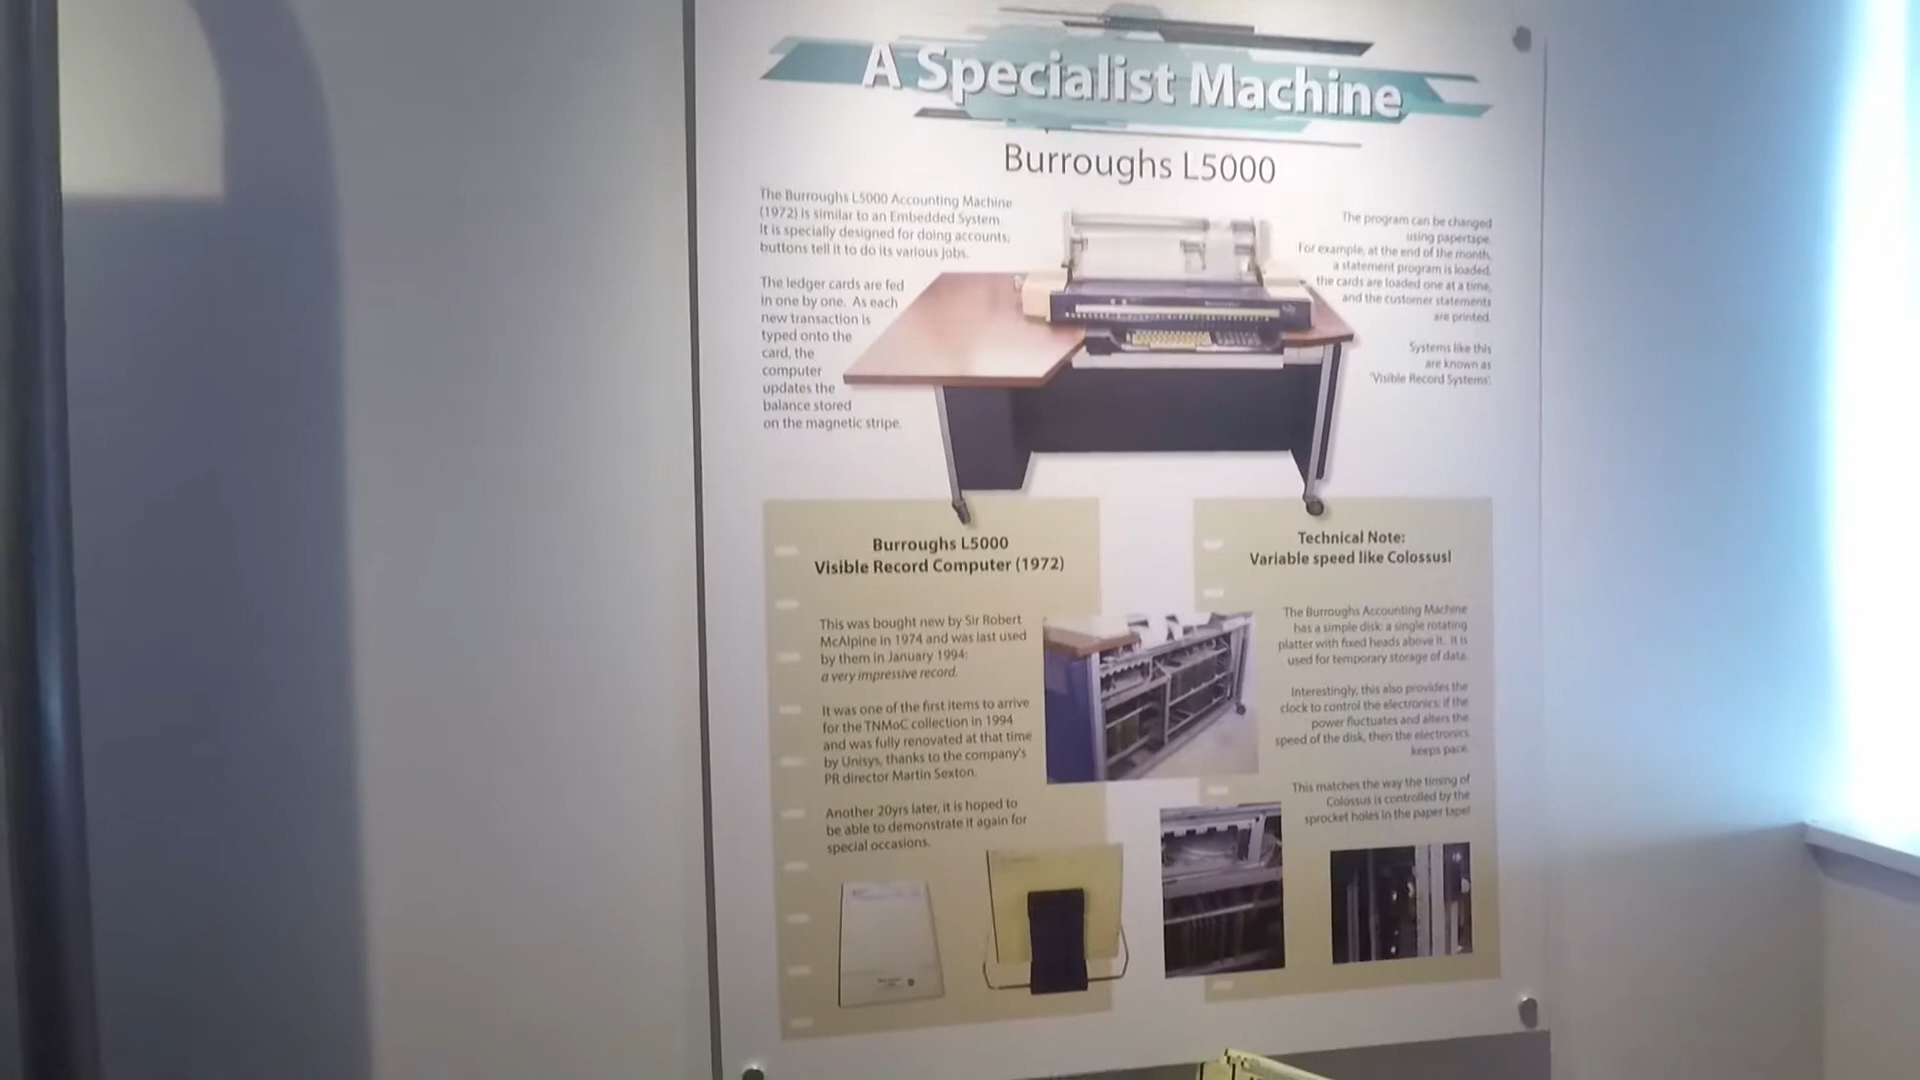 A Specialist Machine
Burroughs L5000
The Burroughs L5000 Accounting Machine
(1972) is similar to an Embedded System.
It is specially designed for doing accounts,
buttons tell it to do its various jobs.
The ledger cards are fed
in one by one. As each
new transaction is
typed onto the
card, the
computer
updates the
balance stored
on the magnetic stripe.
The program can be changed
using papertape.
For example, at the end of the month,
a statement program is loaded,
the cards are loaded one at a time,
and the customer statements
are printed.
Systems like this
are known as
'Visible Record Systems'.
Burroughs L5000
Visible Record Computer (1972)
This was bought new by Sir Robert
McAlpine in 1974 and was last used
by them in January 1994:
a very impressive record.
It was one of the first items to arrive
for the TNMoC collection in 1994
and was fully renovated at that time
by Unisys, thanks to the company's
PR director Martin Sexton.
Another 20yrs later, it is hoped to
be able to demonstrate it again for
special occasions.
Technical Note:
Variable speed like Colossus!
The Burroughs Accounting Machine
has a simple disk: a single rotating
platter with fixed heads above it. It is
used for temporary storage of data.
Interestingly, this also provides the
clock to control the electronics: if the
power fluctuates and alters the
speed of the disk, then the electronics
keeps pace.
This matches the way the timing of
Colossus is controlled by the
sprocket holes in the paper tape!